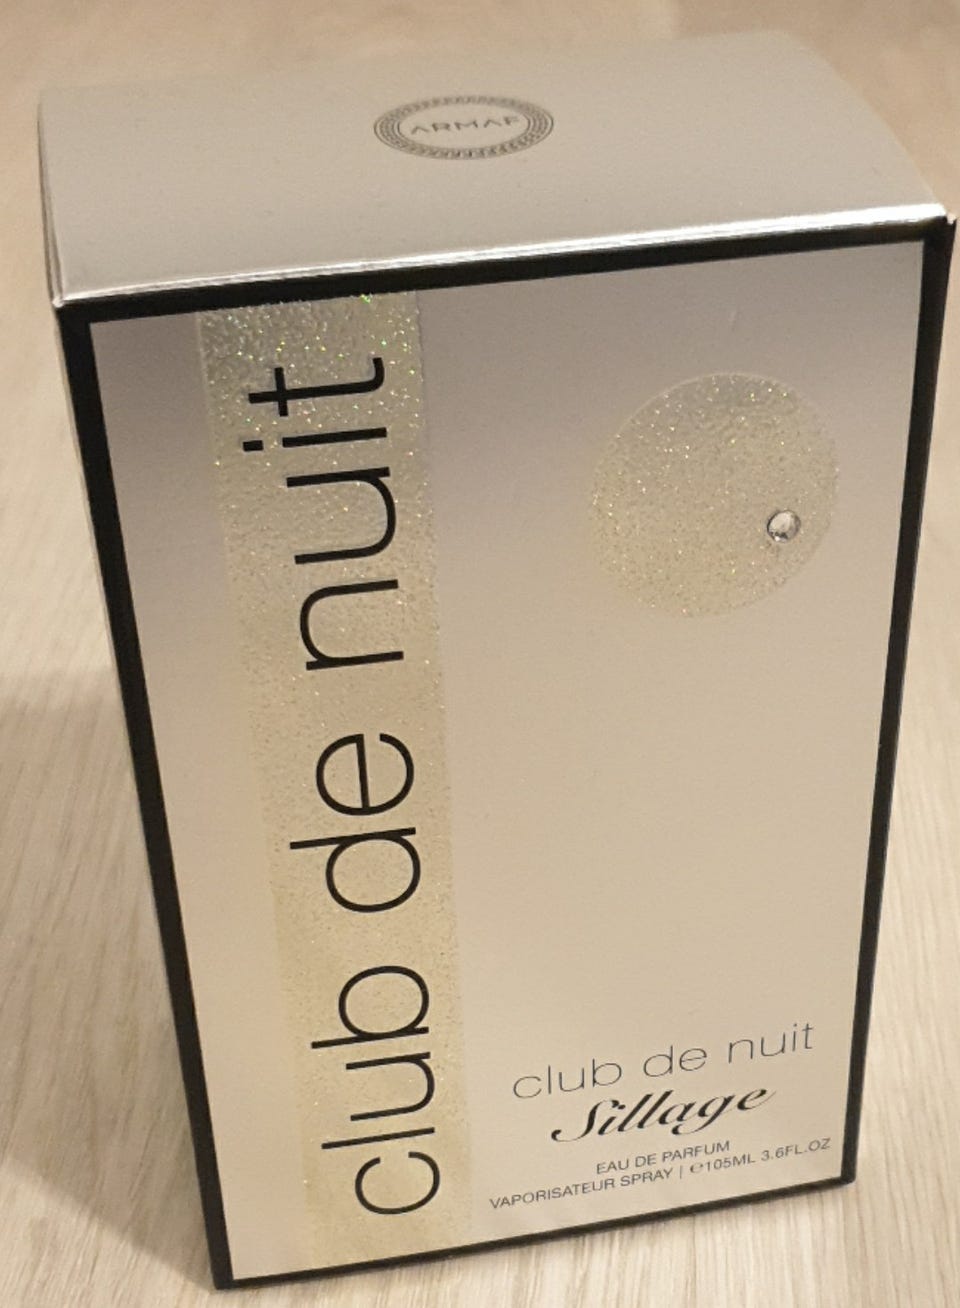 ARMAF
club de nuit
club de nuit
Sillage
EAU DE PARFUM
VAPORISATEUR SPRAY | ℮105ML 3.6FL.OZ